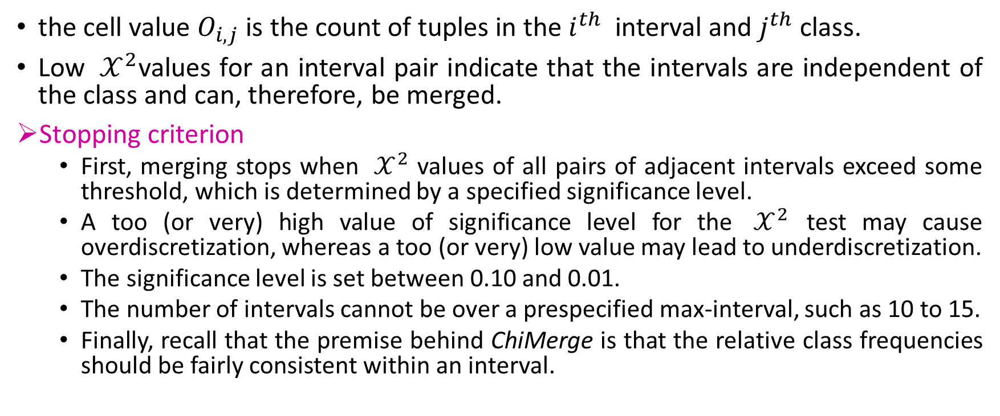 • the cell value O_{i,j} is the count of tuples in the i^{th} interval and j^{th} class.
• Low 𝒳² values for an interval pair indicate that the intervals are independent of
the class and can, therefore, be merged.
➢Stopping criterion
• First, merging stops when 𝒳² values of all pairs of adjacent intervals exceed some
threshold, which is determined by a specified significance level.
• A too (or very) high value of significance level for the 𝒳² test may cause
overdiscretization, whereas a too (or very) low value may lead to underdiscretization.
• The significance level is set between 0.10 and 0.01.
• The number of intervals cannot be over a prespecified max-interval, such as 10 to 15.
• Finally, recall that the premise behind ChiMerge is that the relative class frequencies
should be fairly consistent within an interval.